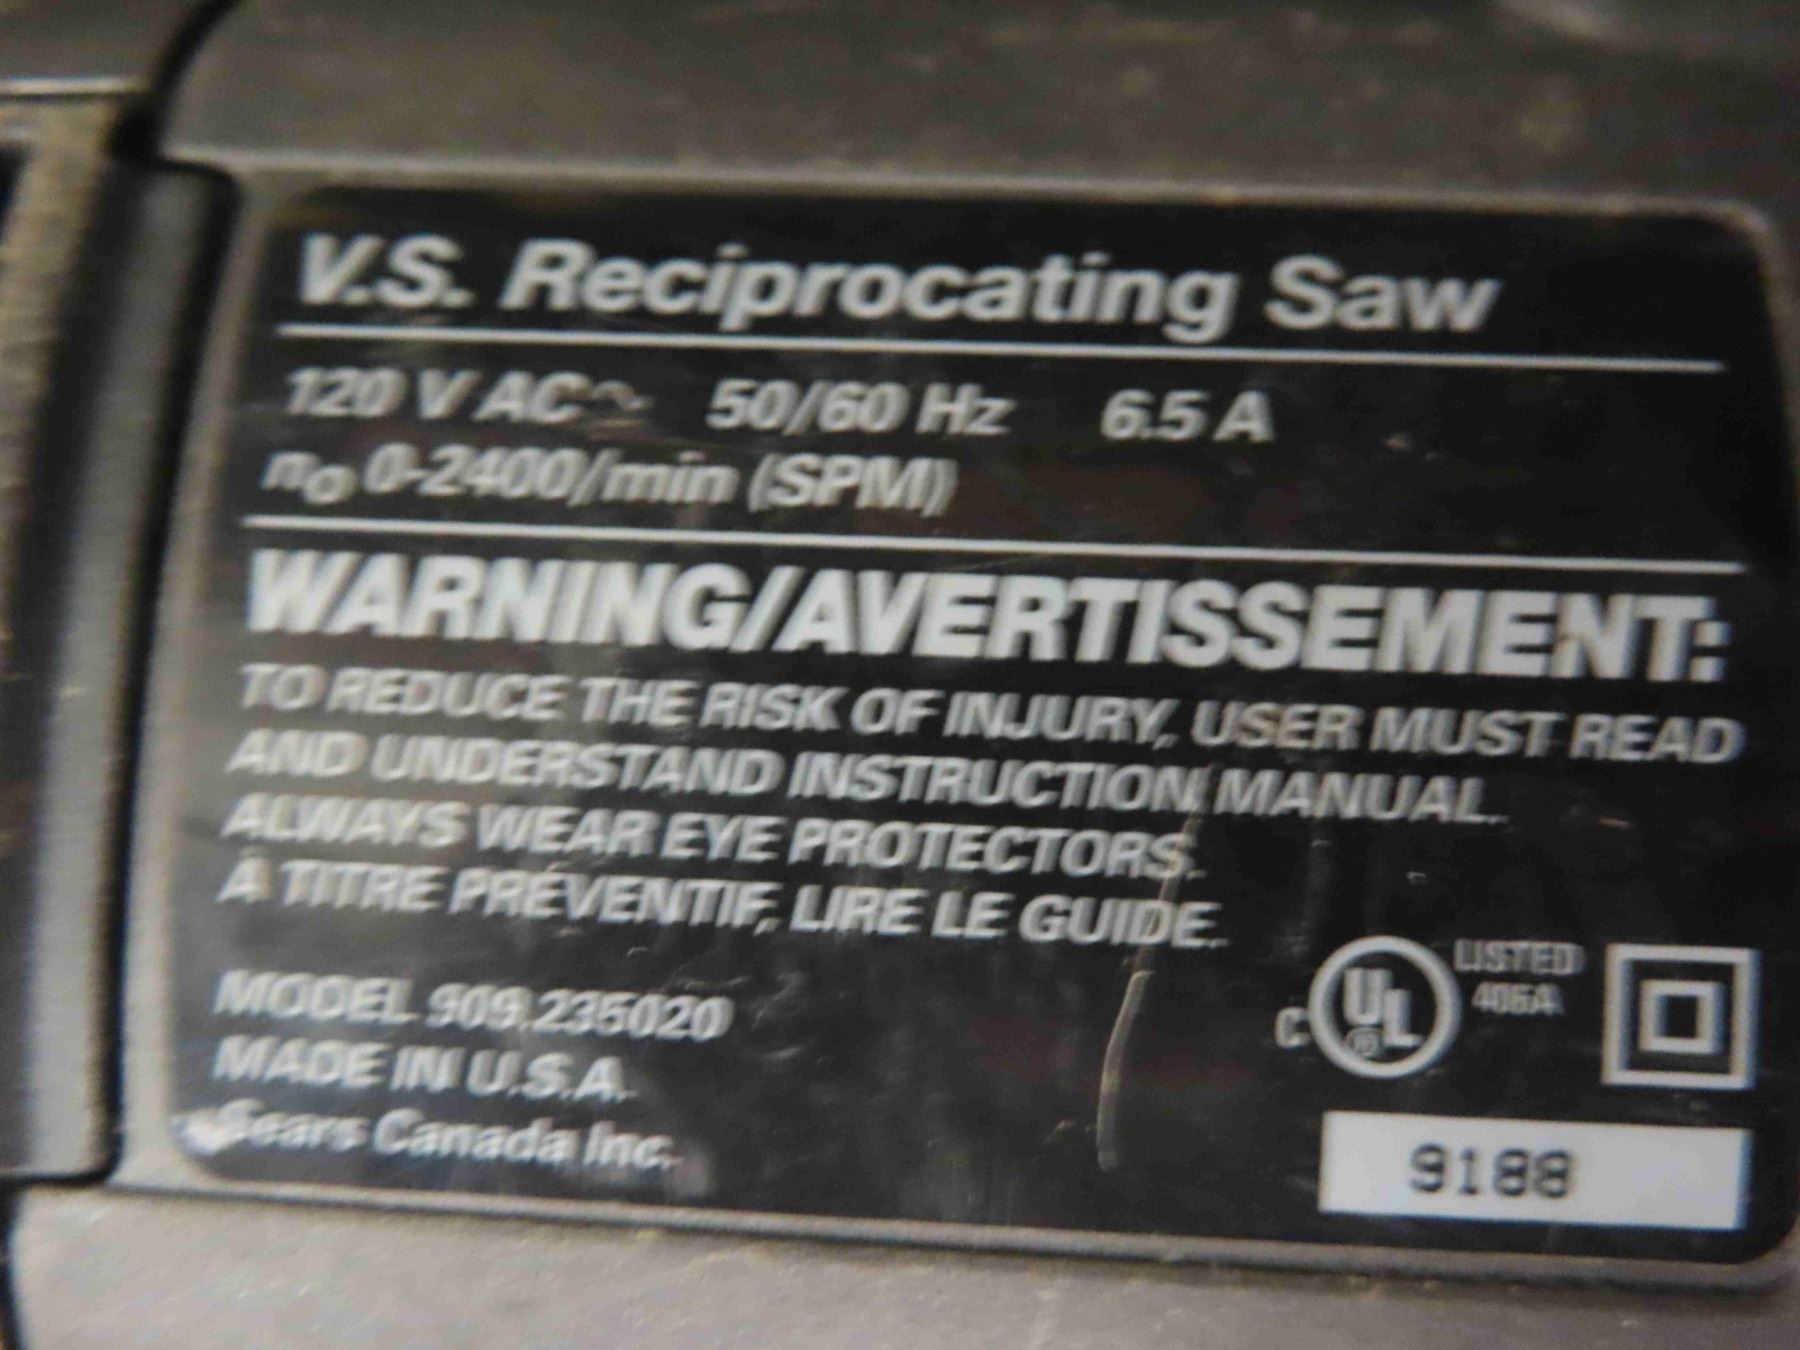 V.S. Reciprocating Saw
120 V AC~ 50/60 Hz 6.5 A
no 0-2400/min (SPM)
WARNING/AVERTISSEMENT:
TO REDUCE THE RISK OF INJURY, USER MUST READ
AND UNDERSTAND INSTRUCTION MANUAL.
ALWAYS WEAR EYE PROTECTORS.
À TITRE PRÉVENTIF, LIRE LE GUIDE.
MODEL 909.235020
MADE IN U.S.A.
Sears Canada Inc.
C UL ® LISTED
406A
9188